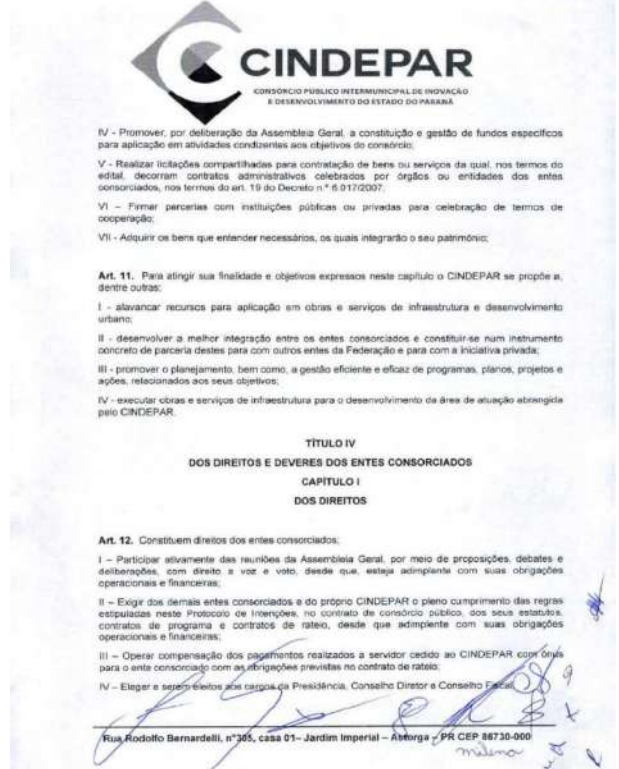 CINDEPAR
CONSÓRCIO PÚBLICO INTERMUNICIPAL DE INOVAÇÃO
E DESENVOLVIMENTO DO ESTADO DO PARANÁ
IV - Promover, por deliberação da Assembleia Geral, a constituição e gestão de fundos específicos
para aplicação em atividades condizentes aos objetivos do consórcio;
V - Realizar licitações compartilhadas para contratação de bens ou serviços da qual, nos termos do
edital, decorram contratos administrativos celebrados por órgãos ou entidades dos entes
consorciados, nos termos do art. 19 do Decreto n.º 6.017/2007;
VI – Firmar parcerias com instituições públicas ou privadas para celebração de termos de
cooperação;
VII - Adquirir os bens que entender necessários, os quais integrarão o seu patrimônio;
Art. 11. Para atingir sua finalidade e objetivos expressos neste capítulo o CINDEPAR se propõe a,
dentre outras:
I - alavancar recursos para aplicação em obras e serviços de infraestrutura e desenvolvimento
urbano;
II - desenvolver a melhor integração entre os entes consorciados e constituir-se num instrumento
concreto de parceria destes para com outros entes da Federação e para com a iniciativa privada;
III - promover o planejamento, bem como, a gestão eficiente e eficaz de programas, planos, projetos e
ações, relacionados aos seus objetivos;
IV - executar obras e serviços de infraestrutura para o desenvolvimento da área de atuação abrangida
pelo CINDEPAR.
TÍTULO IV
DOS DIREITOS E DEVERES DOS ENTES CONSORCIADOS
CAPÍTULO I
DOS DIREITOS
Art. 12. Constituem direitos dos entes consorciados:
I – Participar ativamente das reuniões da Assembleia Geral, por meio de proposições, debates e
deliberações, com direito a voz e voto, desde que, esteja adimplente com suas obrigações
operacionais e financeiras;
II – Exigir dos demais entes consorciados e do próprio CINDEPAR o pleno cumprimento das regras
estipuladas neste Protocolo de Intenções, no contrato de consórcio público, dos seus estatutos,
contratos de programa e contratos de rateio, desde que adimplente com suas obrigações
operacionais e financeiras;
III – Operar compensação dos pagamentos realizados a servidor cedido ao CINDEPAR com ônus
para o ente consorciado com as obrigações previstas no contrato de rateio;
IV – Eleger e serem eleitos aos cargos da Presidência, Conselho Diretor e Conselho Fiscal
Rua Rodolfo Bernardelli, nº385, casa 01– Jardim Imperial – Astorga – PR CEP 86730-000
milena